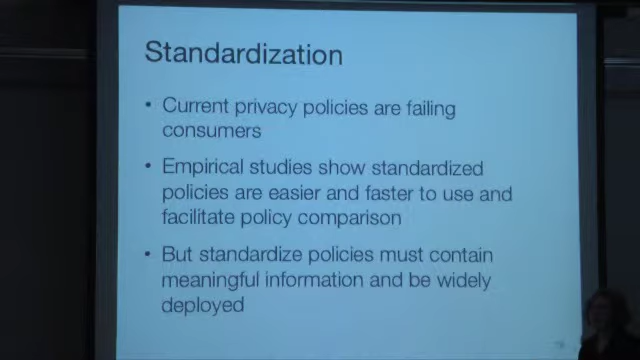 Standardization
• Current privacy policies are failing
consumers
• Empirical studies show standardized
policies are easier and faster to use and
facilitate policy comparison
• But standardize policies must contain
meaningful information and be widely
deployed